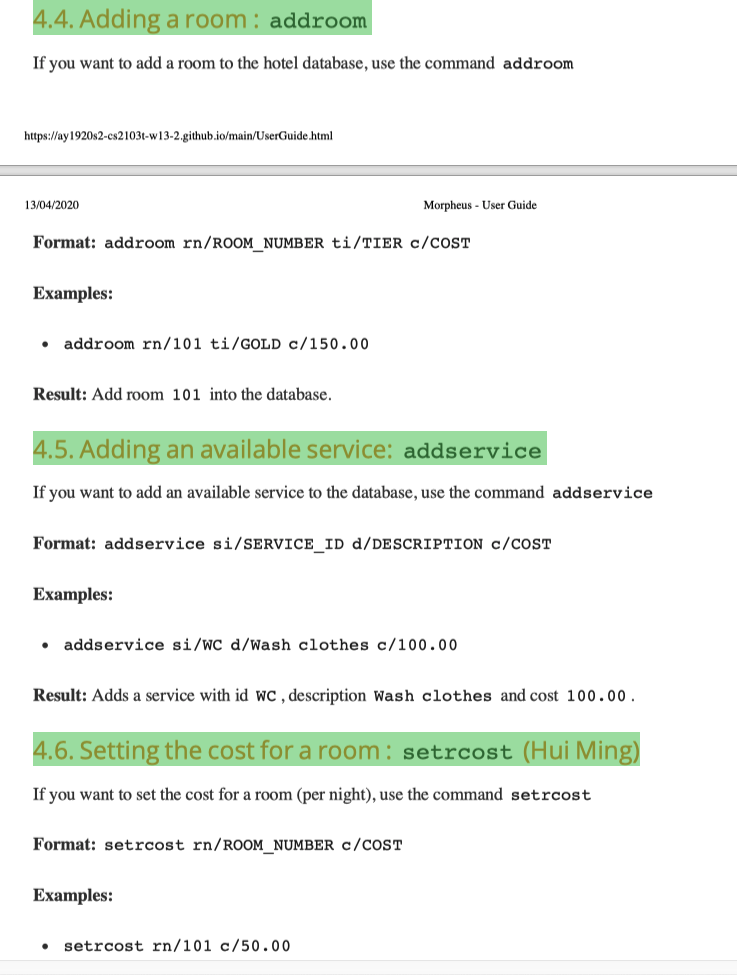 4.4. Adding a room : addroom
If you want to add a room to the hotel database, use the command addroom
https://ay1920s2-cs2103t-w13-2.github.io/main/UserGuide.html
13/04/2020 Morpheus - User Guide
Format: addroom rn/ROOM_NUMBER ti/TIER c/COST
Examples:
• addroom rn/101 ti/GOLD c/150.00
Result: Add room 101 into the database.
4.5. Adding an available service: addservice
If you want to add an available service to the database, use the command addservice
Format: addservice si/SERVICE_ID d/DESCRIPTION c/COST
Examples:
• addservice si/WC d/Wash clothes c/100.00
Result: Adds a service with id WC , description Wash clothes and cost 100.00 .
4.6. Setting the cost for a room : setrcost (Hui Ming)
If you want to set the cost for a room (per night), use the command setrcost
Format: setrcost rn/ROOM_NUMBER c/COST
Examples:
• setrcost rn/101 c/50.00